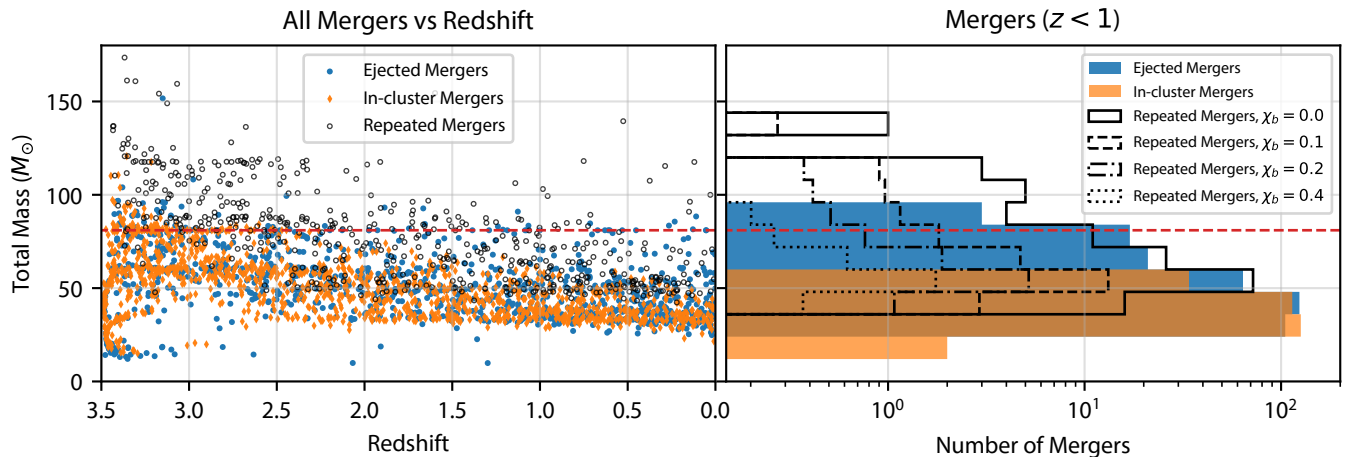 All Mergers vs Redshift
Mergers (z < 1)
Total Mass (M⊙)
150
100
50
0
Ejected Mergers
In-cluster Mergers
Repeated Mergers
3.5 3.0 2.5 2.0 1.5 1.0 0.5 0.0
Redshift
Ejected Mergers
In-cluster Mergers
Repeated Mergers, χb = 0.0
Repeated Mergers, χb = 0.1
Repeated Mergers, χb = 0.2
Repeated Mergers, χb = 0.4
10⁰ 10¹ 10²
Number of Mergers